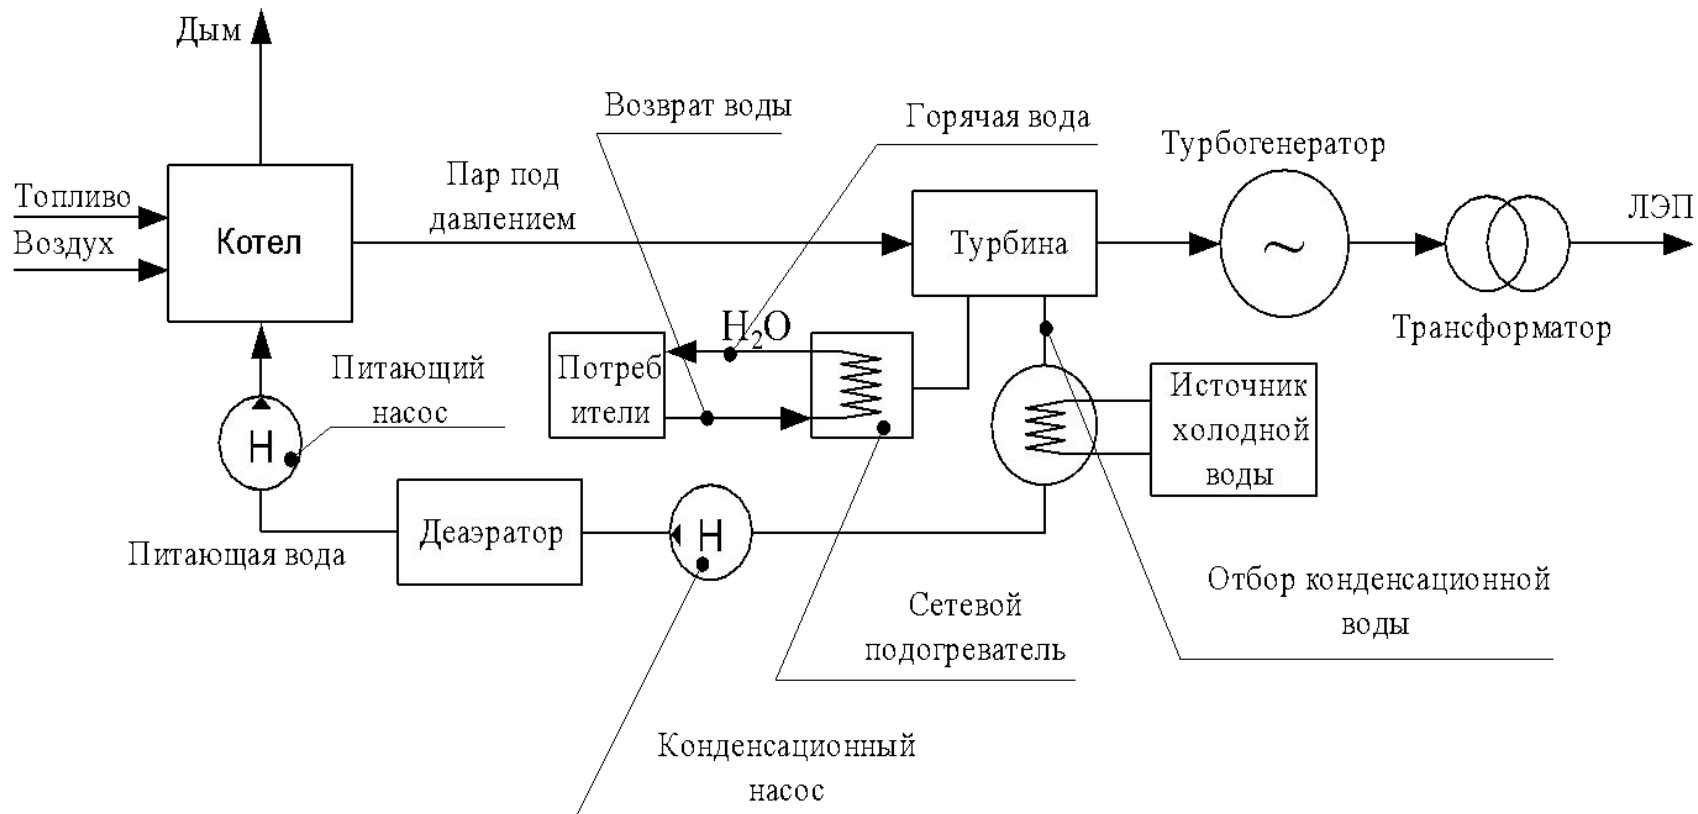 Дым
Возврат воды
Горячая вода
Турбогенератор
Топливо
Воздух
Котел
Пар под
давлением
Турбина
~
ЛЭП
Трансформатор
H₂O
Потреб
ители
Питающий
насос
Н
Источник
холодной
воды
Деаэратор
Н
Питающая вода
Отбор конденсационной
воды
Сетевой
подогреватель
Конденсационный
насос